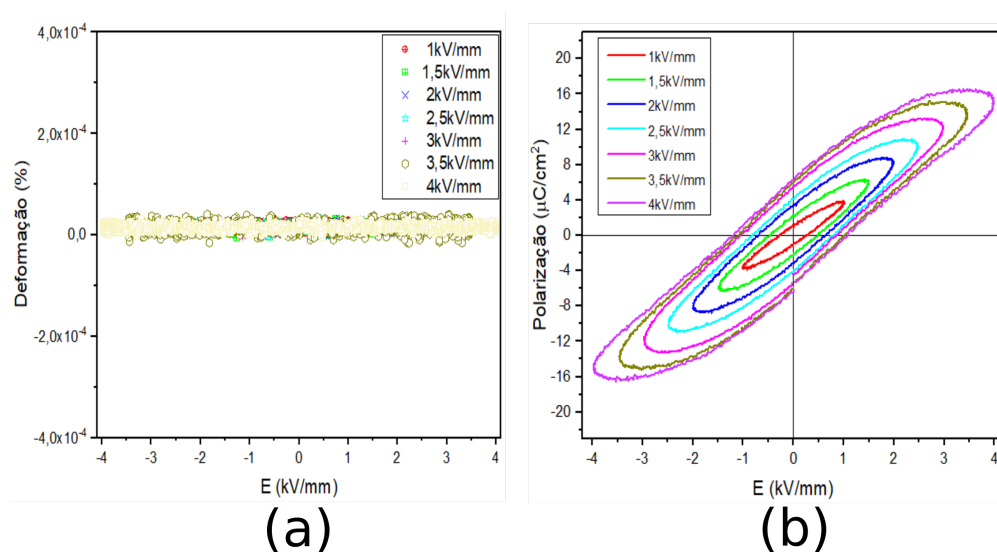 4,0x10⁻⁴
2,0x10⁻⁴
0,0
-2,0x10⁻⁴
-4,0x10⁻⁴
Deformação (%)
1kV/mm
1,5kV/mm
2kV/mm
2,5kV/mm
3kV/mm
3,5kV/mm
4kV/mm
-4 -3 -2 -1 0 1 2 3 4
E (kV/mm)
(a)
20
16
12
8
4
0
-4
-8
-12
-16
-20
Polarização (μC/cm²)
1kV/mm
1,5kV/mm
2kV/mm
2,5kV/mm
3kV/mm
3,5kV/mm
4kV/mm
-4 -3 -2 -1 0 1 2 3 4
E (kV/mm)
(b)